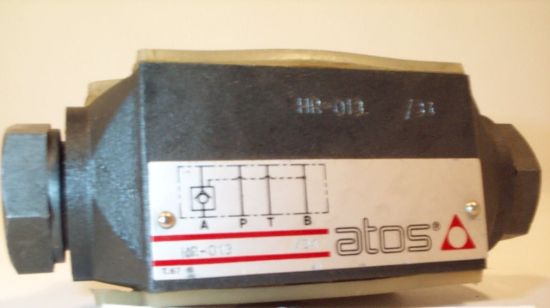 HR-013 /33
A P T B
HR-013
atos®